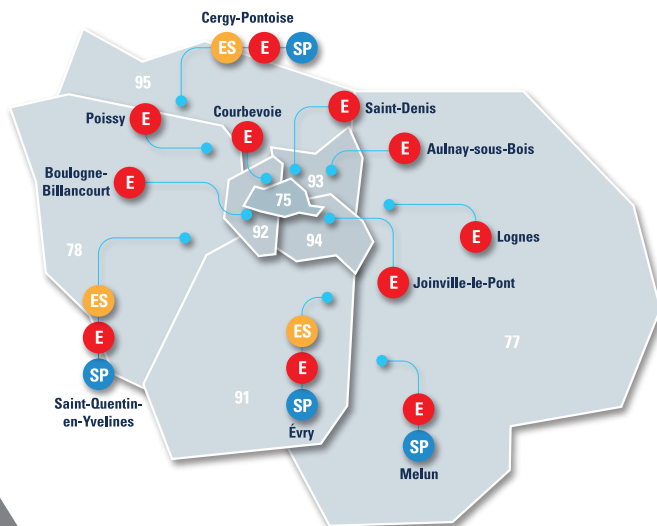 Cergy-Pontoise
ES E SP
95
Poissy
E
Courbevoie
E
E Saint-Denis
E Aulnay-sous-Bois
Boulogne-
Billancourt
E
93
75
92
94
E
Lognes
E Joinville-le-Pont
78
ES
E
SP
Saint-Quentin-
en-Yvelines
91
ES
E
SP
Évry
77
E
SP
Melun